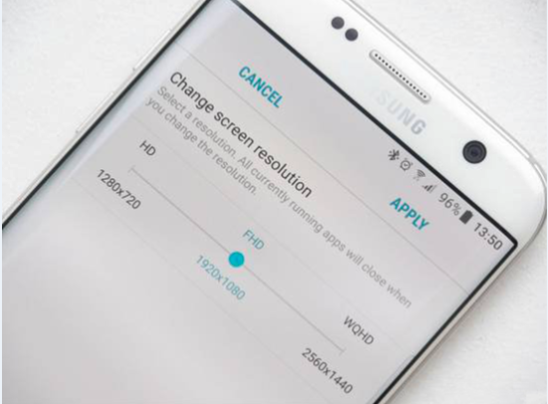 SUNG
96% 13:50
CANCEL
APPLY
Change screen resolution
Select a resolution. All currently running apps will close when
you change the resolution.
HD
FHD
WQHD
1280x720
1920x1080
2560x1440